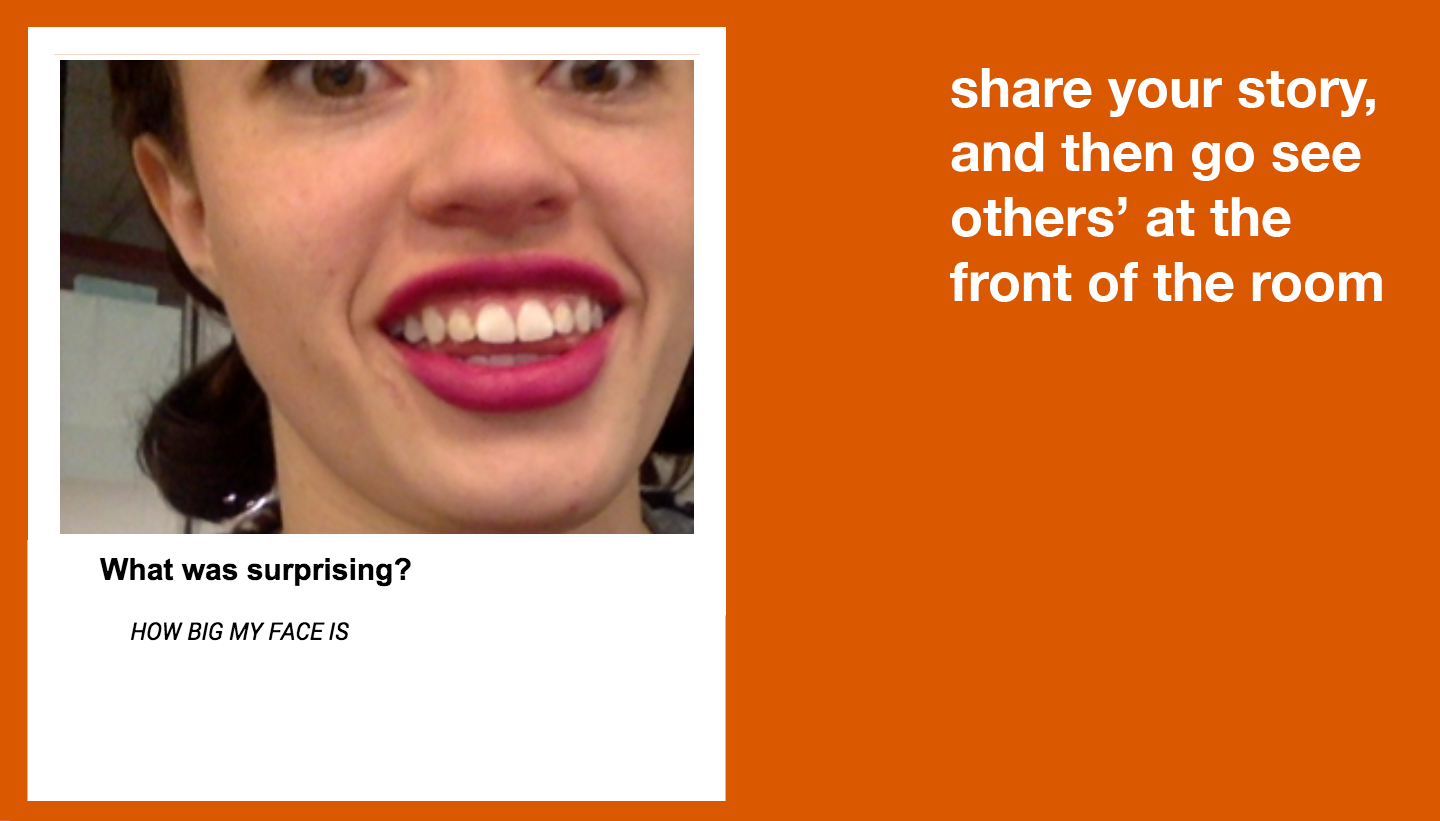 What was surprising?
HOW BIG MY FACE IS
share your story,
and then go see
others’ at the
front of the room